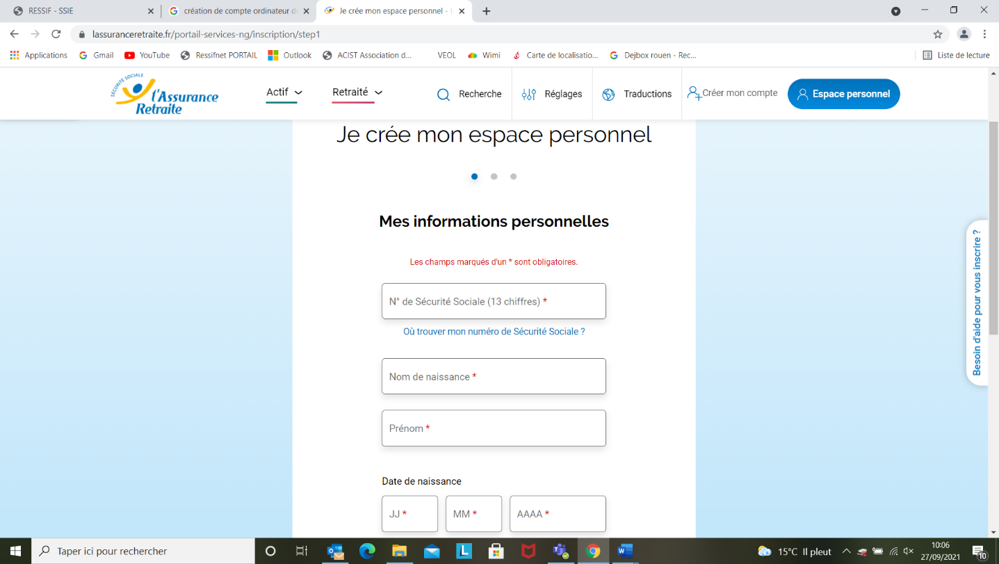 RESSIF - SSIE
création de compte ordinateur d
Je crée mon espace personnel - l
lassuranceretraite.fr/portail-services-ng/inscription/step1
Applications
Gmail
YouTube
Ressifnet PORTAIL
Outlook
ACIST Association d...
VEOL
Wimi
Carte de localisatio...
Dejbox rouen - Rec...
Liste de lecture
SÉCURITÉ SOCIALE
l'Assurance
Retraite
Actif
Retraité
Recherche
Réglages
Traductions
Créer mon compte
Espace personnel
Je crée mon espace personnel
Mes informations personnelles
Les champs marqués d'un * sont obligatoires.
N° de Sécurité Sociale (13 chiffres) *
Où trouver mon numéro de Sécurité Sociale ?
Nom de naissance *
Prénom *
Date de naissance
JJ *
MM *
AAAA *
Besoin d'aide pour vous inscrire ?
Taper ici pour rechercher
15°C Il pleut
10:06
27/09/2021
10